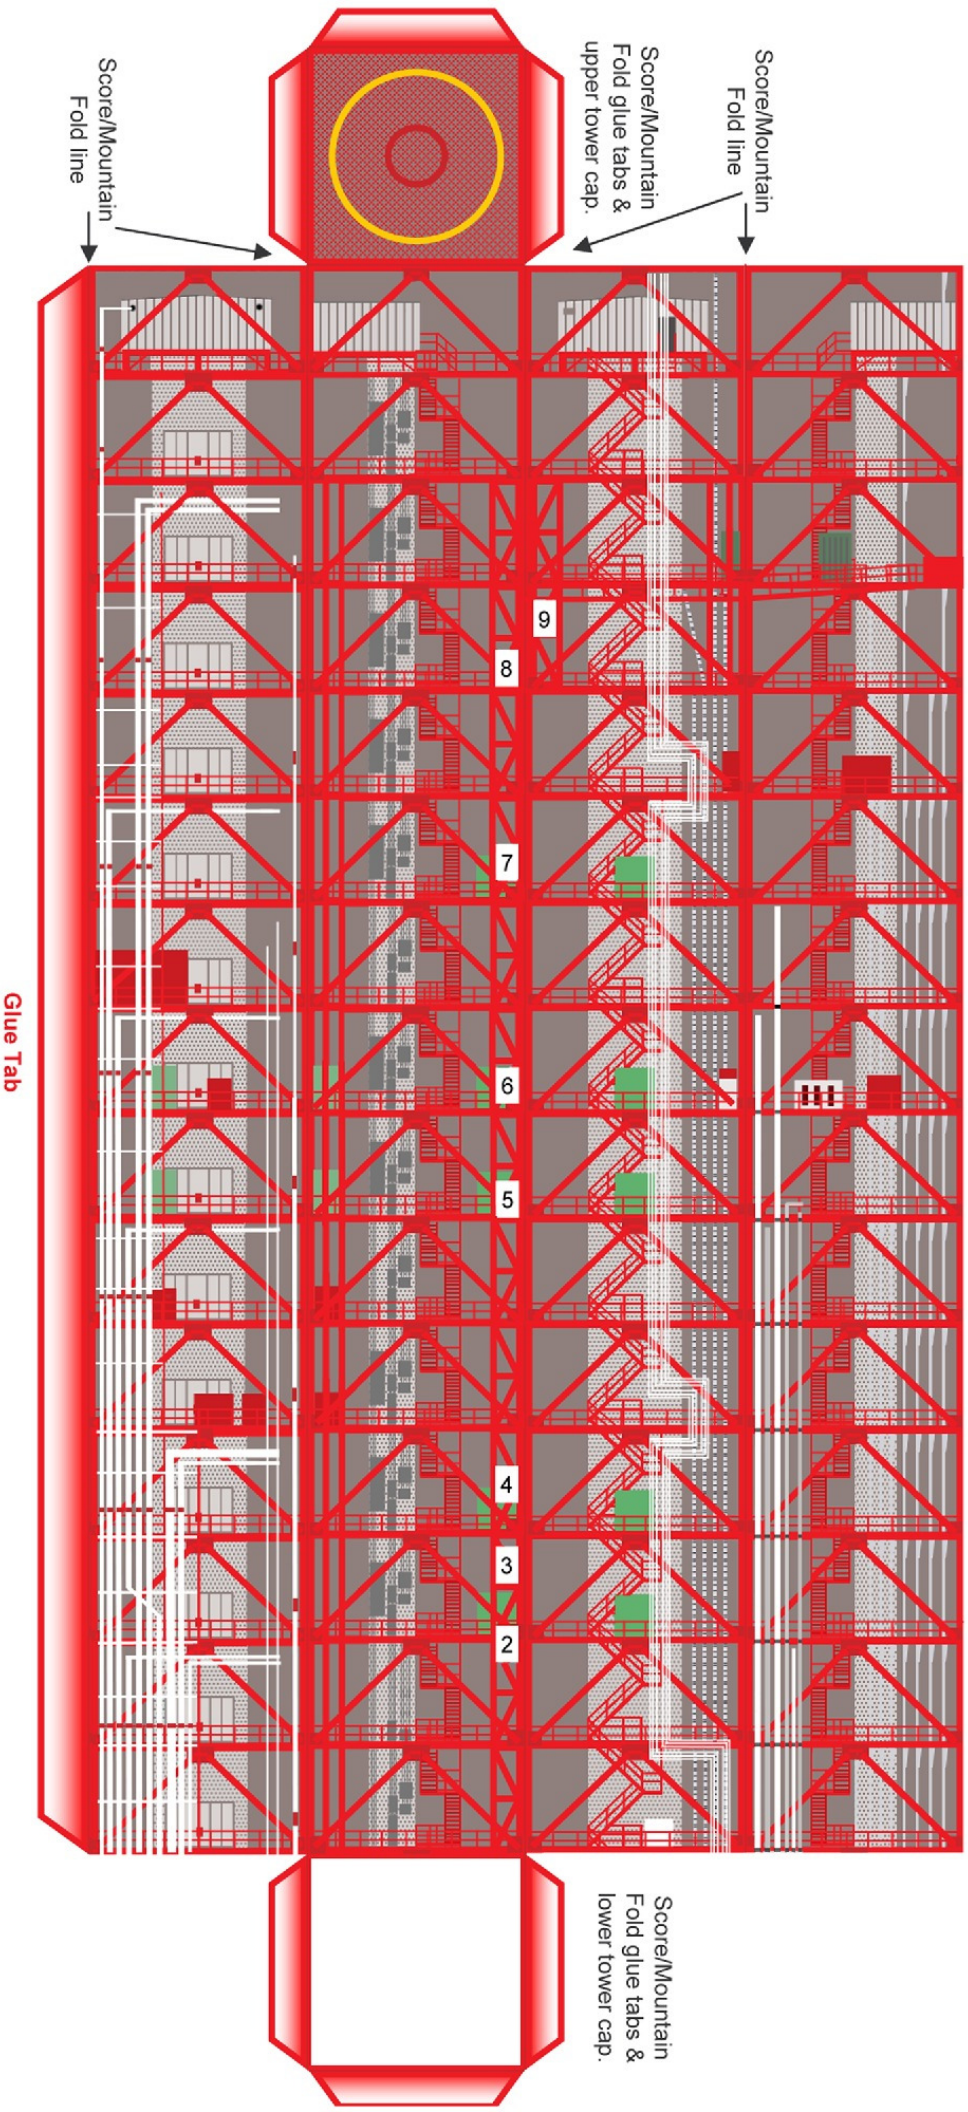 Score/Mountain
Fold line
Score/Mountain
Fold glue tabs &
upper tower cap.
Score/Mountain
Fold line
9
8
7
6
5
4
3
2
Glue Tab
Score/Mountain
Fold glue tabs &
lower tower cap.